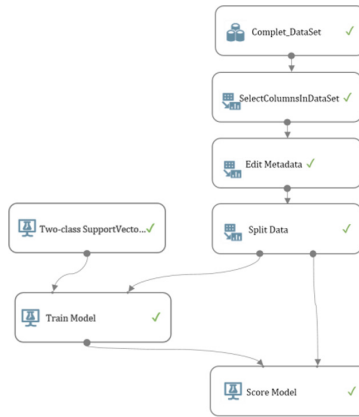 Complet_DataSet
SelectColumnsInDataSet
Edit Metadata
Two-class SupportVecto...
Split Data
Train Model
Score Model